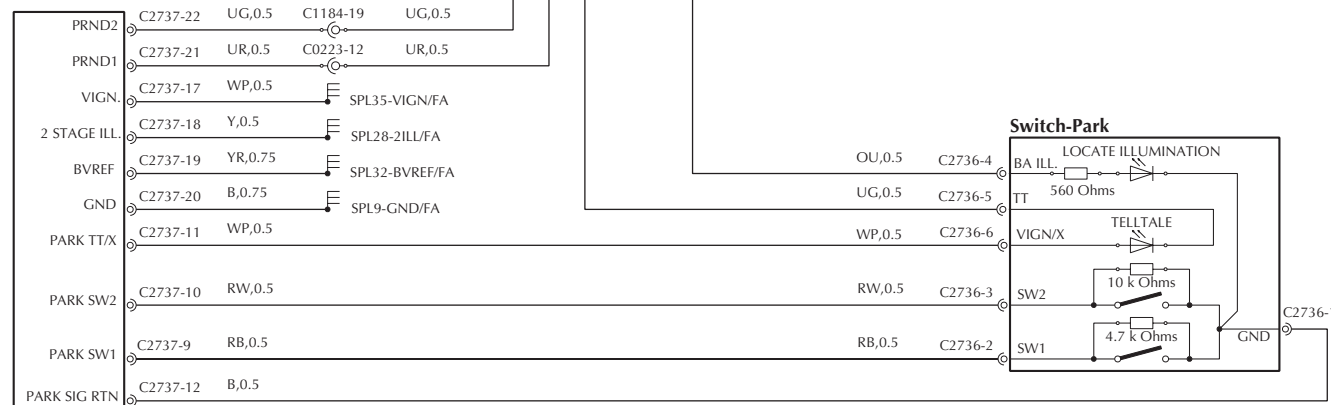 PRND2 C2737-22 UG,0.5 C1184-19 UG,0.5
PRND1 C2737-21 UR,0.5 C0223-12 UR,0.5
VIGN. C2737-17 WP,0.5 SPL35-VIGN/FA
2 STAGE ILL. C2737-18 Y,0.5 SPL28-2ILL/FA
Switch-Park
BVREF C2737-19 YR,0.75 SPL32-BVREF/FA OU,0.5 C2736-4 BA ILL. LOCATE ILLUMINATION
560 Ohms
GND C2737-20 B,0.75 SPL9-GND/FA UG,0.5 C2736-5 TT
PARK TT/X C2737-11 WP,0.5 WP,0.5 C2736-6 VIGN/X TELLTALE
10 k Ohms
PARK SW2 C2737-10 RW,0.5 RW,0.5 C2736-3 SW2
GND C2736-
4.7 k Ohms
PARK SW1 C2737-9 RB,0.5 RB,0.5 C2736-2 SW1
PARK SIG RTN C2737-12 B,0.5